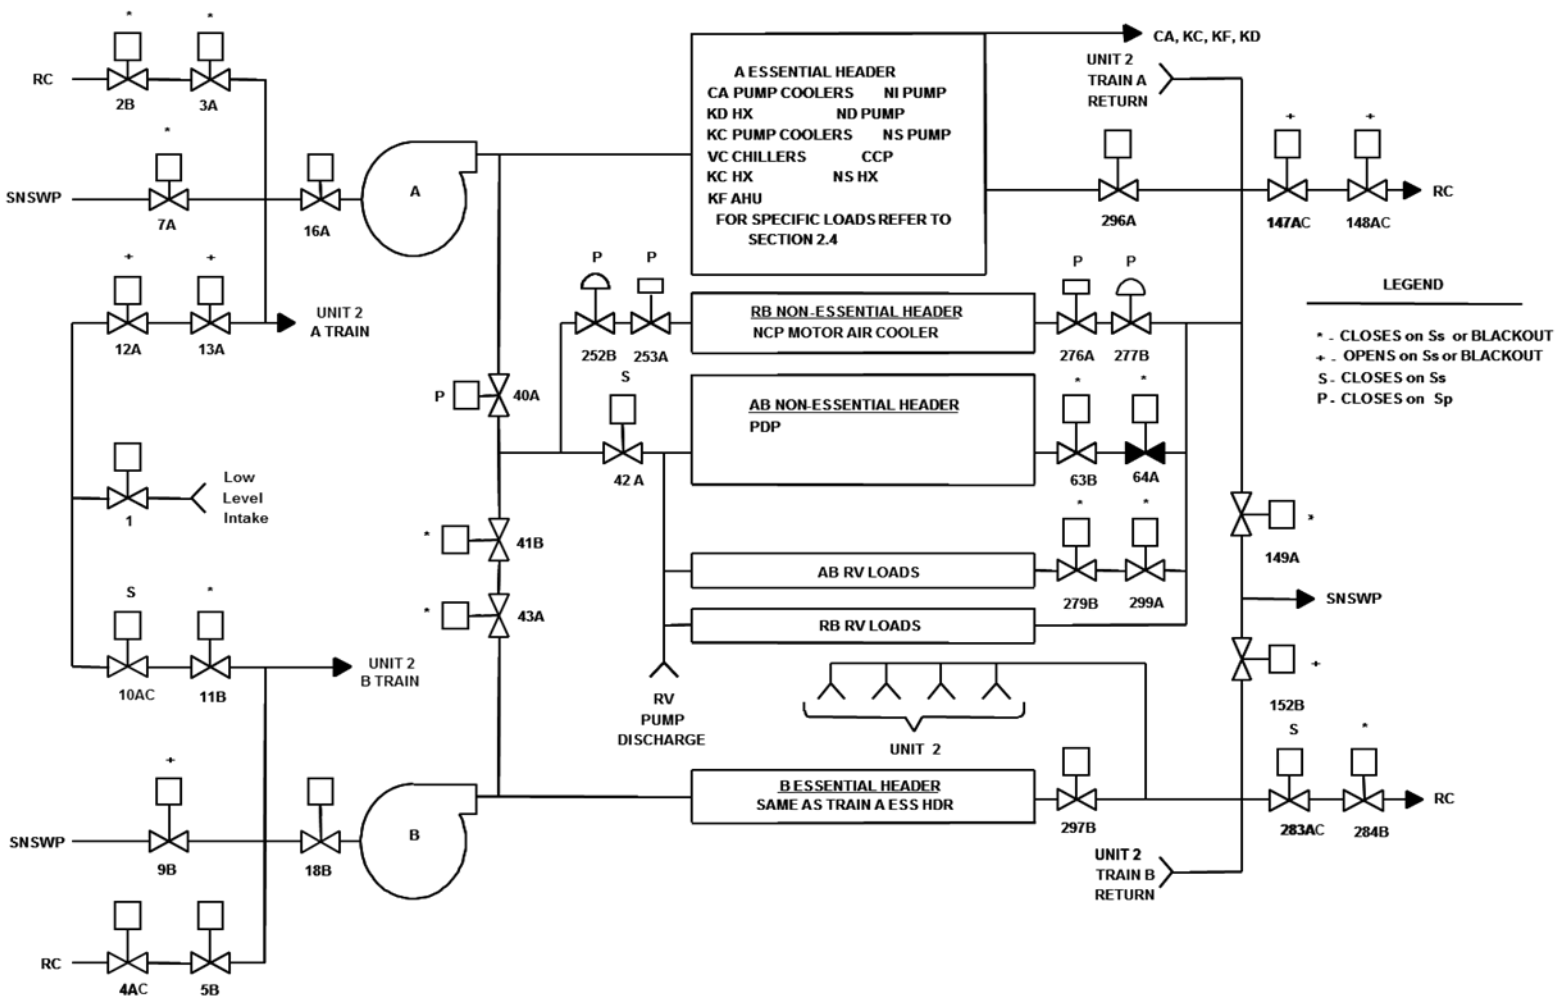 * *
RC
2B 3A
*
SNSWP
7A 16A
A
+ +
12A 13A
UNIT 2
A TRAIN
1
Low
Level
Intake
S *
10AC 11B
UNIT 2
B TRAIN
+
SNSWP
9B 18B
B
RC
4AC 5B
P 40A
* 41B
* 43A
A ESSENTIAL HEADER
CA PUMP COOLERS NI PUMP
KD HX ND PUMP
KC PUMP COOLERS NS PUMP
VC CHILLERS CCP
KC HX NS HX
KF AHU
FOR SPECIFIC LOADS REFER TO
SECTION 2.4
CA, KC, KF, KD
UNIT 2
TRAIN A
RETURN
296A
+ +
147AC 148AC
RC
P P
252B 253A
RB NON-ESSENTIAL HEADER
NCP MOTOR AIR COOLER
P P
276A 277B
S
42 A
AB NON-ESSENTIAL HEADER
PDP
* *
63B 64A
AB RV LOADS
* *
279B 299A
RB RV LOADS
RV
PUMP
DISCHARGE
UNIT 2
B ESSENTIAL HEADER
SAME AS TRAIN A ESS HDR
297B
149A
*
SNSWP
+
152B
S *
283AC 284B
RC
UNIT 2
TRAIN B
RETURN
LEGEND
* - CLOSES on Ss or BLACKOUT
+ - OPENS on Ss or BLACKOUT
S - CLOSES on Ss
P - CLOSES on Sp